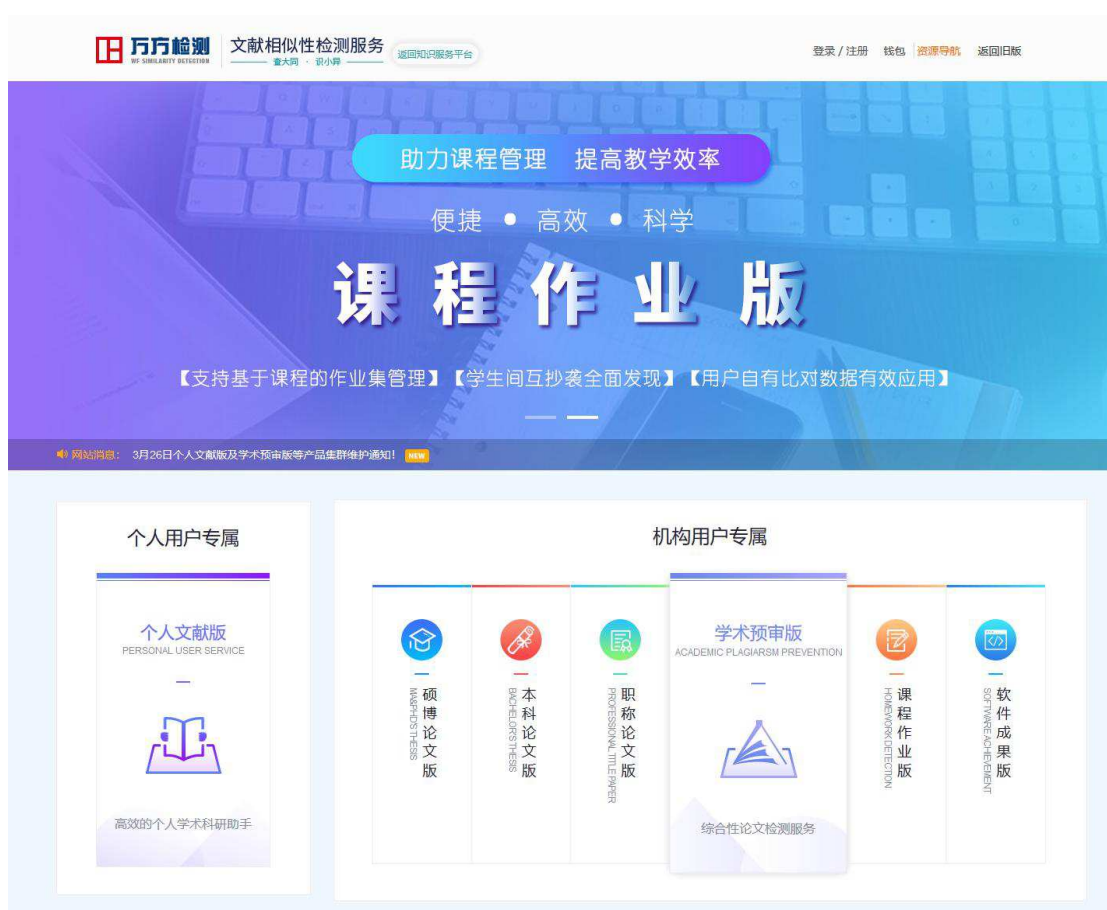 万方检测
WF SIMILARITY DETECTION
文献相似性检测服务
查大同 · 识小异
返回知识服务平台
登录 / 注册 钱包 资源导航 返回旧版
助力课程管理 提高教学效率
便捷 ● 高效 ● 科学
课程作业版
【支持基于课程的作业集管理】【学生间互抄袭全面发现】【用户自有比对数据有效应用】
网站消息： 3月26日个人文献版及学术预审版等产品集群维护通知！ NEW
个人用户专属
个人文献版
PERSONAL USER SERVICE
高效的个人学术科研助手
机构用户专属
硕博论文版
MA&PHD'S THESIS
本科论文版
BACHELOR'S THESIS
职称论文版
PROFESSIONAL TITLE PAPER
学术预审版
ACADEMIC PLAGIARSM PREVENTION
综合性论文检测服务
课程作业版
HOMEWORK DETECTION
软件成果版
SOFTWARE ACHIEVEMENT